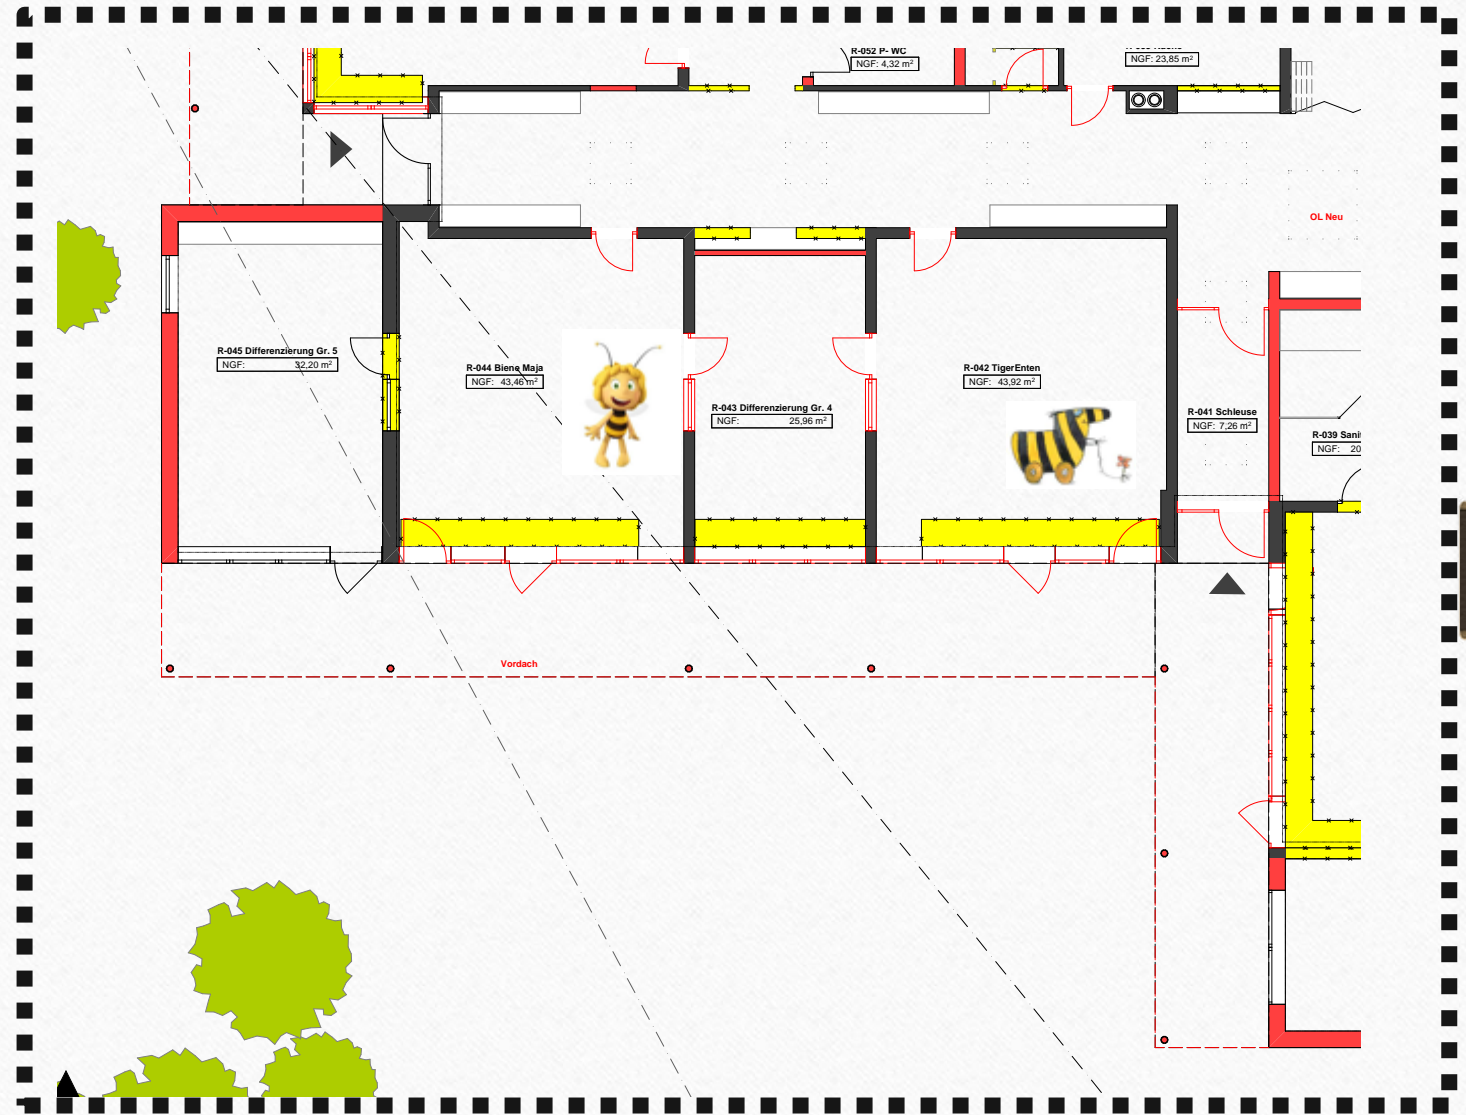 R-052 P- WC
NGF: 4,32 m²
NGF: 23,85 m²
OL Neu
R-045 Differenzierung Gr. 5
NGF: 32,20 m²
R-044 Biene Maja
NGF: 43,46 m²
R-043 Differenzierung Gr. 4
NGF: 25,96 m²
R-042 TigerEnten
NGF: 43,92 m²
R-041 Schleuse
NGF: 7,26 m²
R-039 Sanit
NGF: 20
Vordach